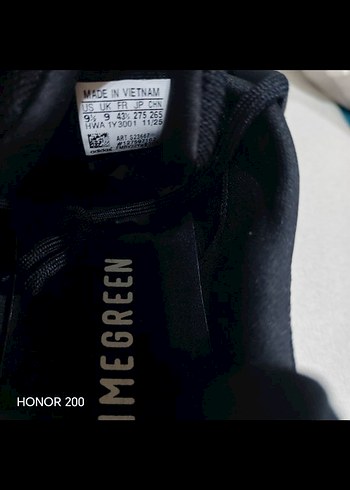 MADE IN VIETNAM
US UK FR JP CHN
9½ 9 43⅓ 275 265
HWA 1Y3001 11/25
adidas
IMEGREEN
HONOR 200